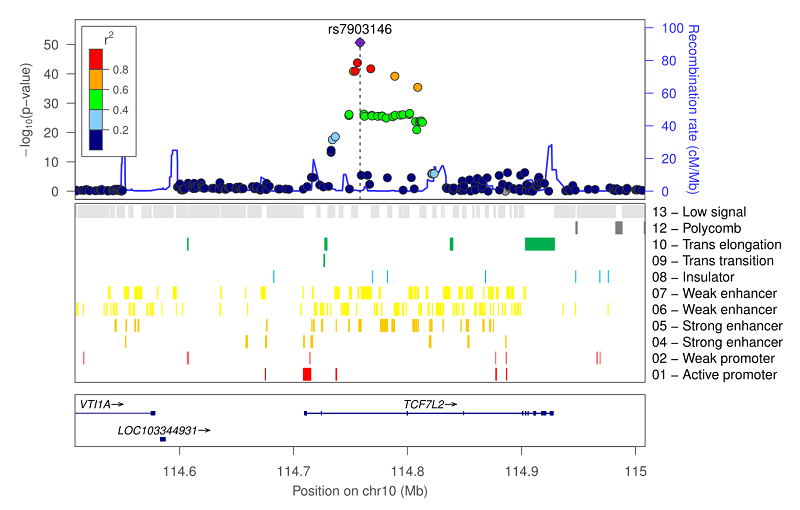 rs7903146
r2
0.8
0.6
0.4
0.2
50
40
30
20
10
0
−log10(p−value)
100
80
60
40
20
0
Recombination rate (cM/Mb)
13 − Low signal
12 − Polycomb
10 − Trans elongation
09 − Trans transition
08 − Insulator
07 − Weak enhancer
06 − Weak enhancer
05 − Strong enhancer
04 − Strong enhancer
02 − Weak promoter
01 − Active promoter
VTI1A→
TCF7L2→
LOC103344931→
114.6 114.7 114.8 114.9 115
Position on chr10 (Mb)